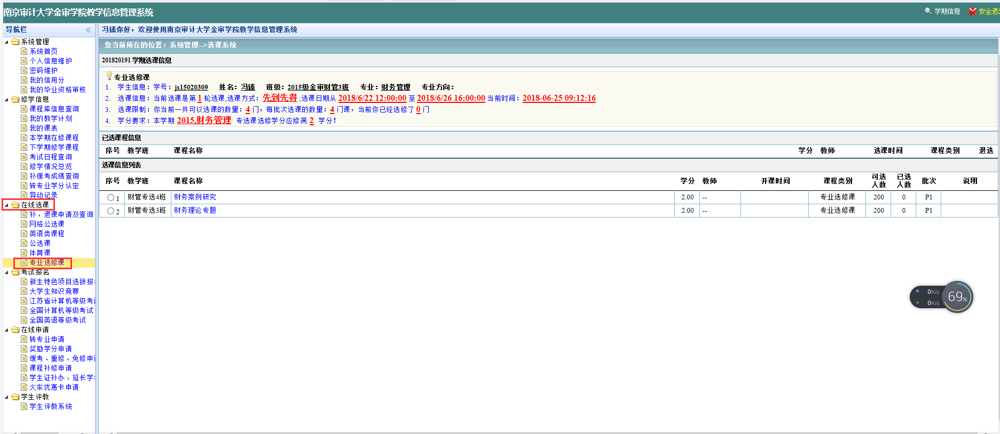 南京审计大学金审学院教学信息管理系统
学期信息 安全退出
导航栏
系统管理
系统首页
个人信息维护
密码维护
我的信用分
我的毕业资格审核
修学信息
课程库信息查询
我的教学计划
我的课表
本学期在修课程
下学期修学课程
考试日程查询
修学情况总览
补缓考成绩查询
转专业学分认定
异动记录
在线选课
补、退课申请及查询
网络公选课
英语类课程
公选课
体育课
专业选修课
考试报名
新生特色项目选拔报
大学生知识竟赛
江苏省计算机等级考
全国计算机等级考试
全国英语等级考试
在线申请
转专业申请
奖励学分申请
缓考、重修、免修申
课程补修申请
学生证补办、延长学
火车优惠卡申请
学生评教
学生评教系统
冯臻你好，欢迎使用南京审计大学金审学院教学信息管理系统
您当前所在的位置：系统管理-->选课系统
201820191 学期选课信息
专业选修课
1. 学生信息：学号：js15020309 姓名：冯臻 班级：2015级金审财管3班 专业：财务管理 专业方向：
2. 选课信息：当前选课是第 1 轮选课,选课方式：先到先得;选课日期从 2018/6/22 12:00:00 至 2018/6/26 16:00:00 当前时间：2018-06-25 09:12:16
3. 选课限制：你当前一共可以选课的数量：4 门，每批次选课的数量：4 门课，当前你已经选修了 0 门
4. 学分要求：本学期 2015,财务管理 专选课选修学分应修满 2 学分！
已选课程信息
序号 教学班 课程名称 学分 教师 选课时间 课程类别 退选
选课信息列表
序号 教学班 课程名称 学分 教师 开课时间 课程类别 可选人数 已选人数 批次 说明
1 财管专选4班 财务案例研究 2.00 -- 专业选修课 200 0 P1
2 财管专选3班 财务理论专题 2.00 -- 专业选修课 200 0 P1
0K/s
0K/s
69%